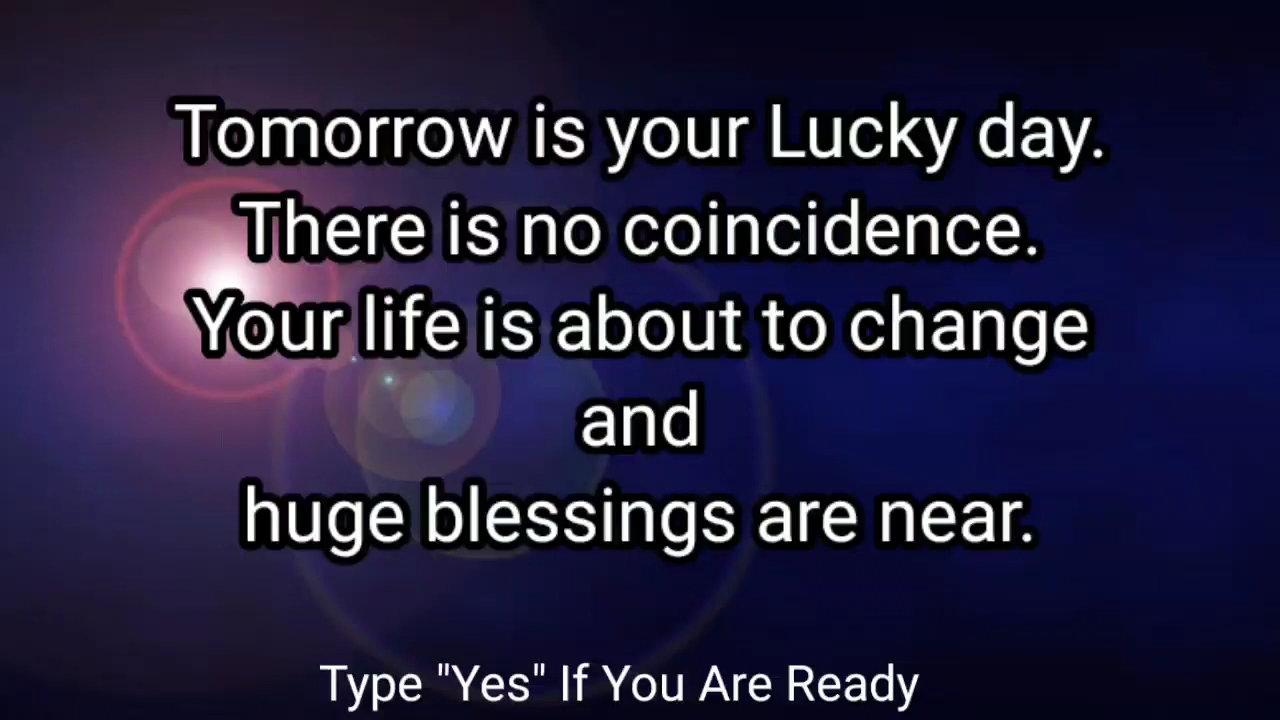 Tomorrow is your Lucky day.
There is no coincidence.
Your life is about to change
and
huge blessings are near.
Type "Yes" If You Are Ready